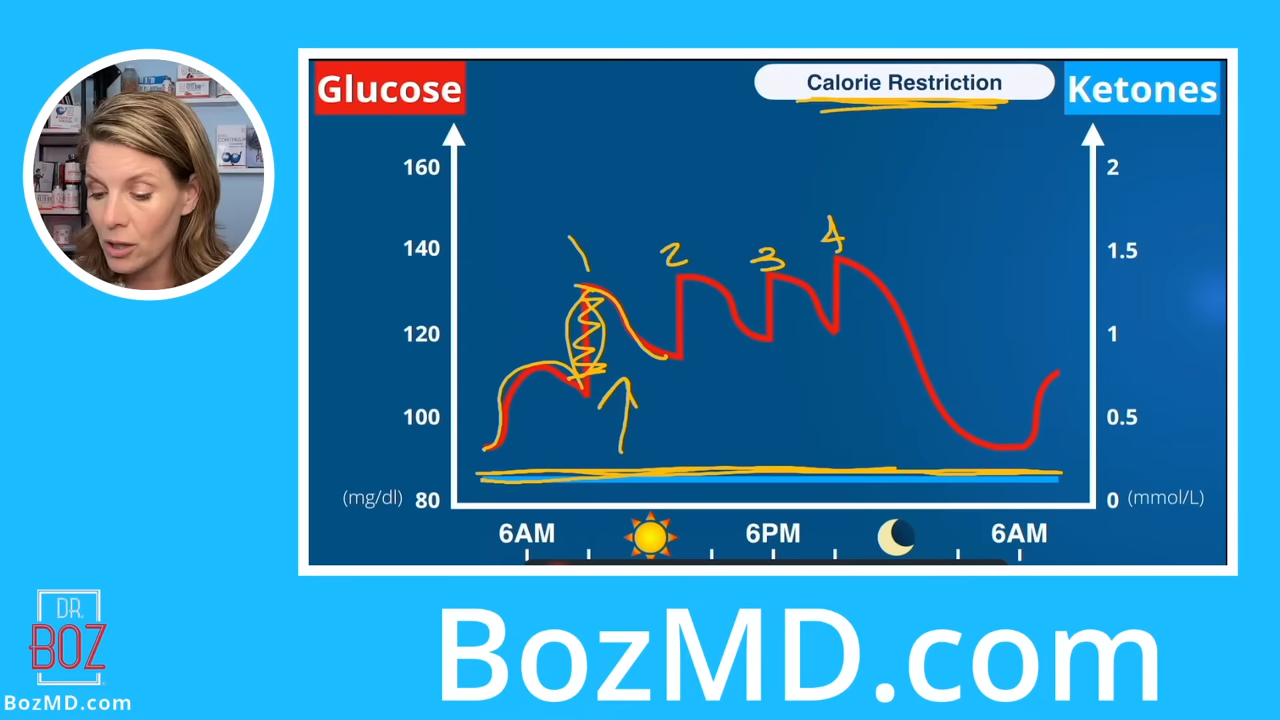 Glucose
Calorie Restriction
Ketones
160
140
120
100
(mg/dl) 80
2
1.5
1
0.5
0 (mmol/L)
1
2
3
4
6AM
6PM
6AM
DR.
BOZ
BozMD.com
BozMD.com